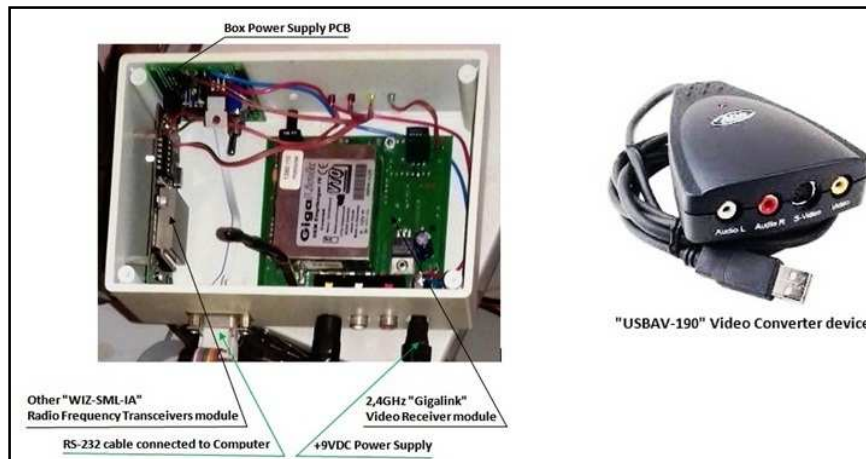 Box Power Supply PCB
Giga
VTQ
Audio L
Audio R
S-Video
Video
"USBAV-190" Video Converter device
Other "WIZ-SML-IA"
Radio Frequency Transceivers module
2,4GHz "Gigalink"
Video Receiver module
RS-232 cable connected to Computer
+9VDC Power Supply